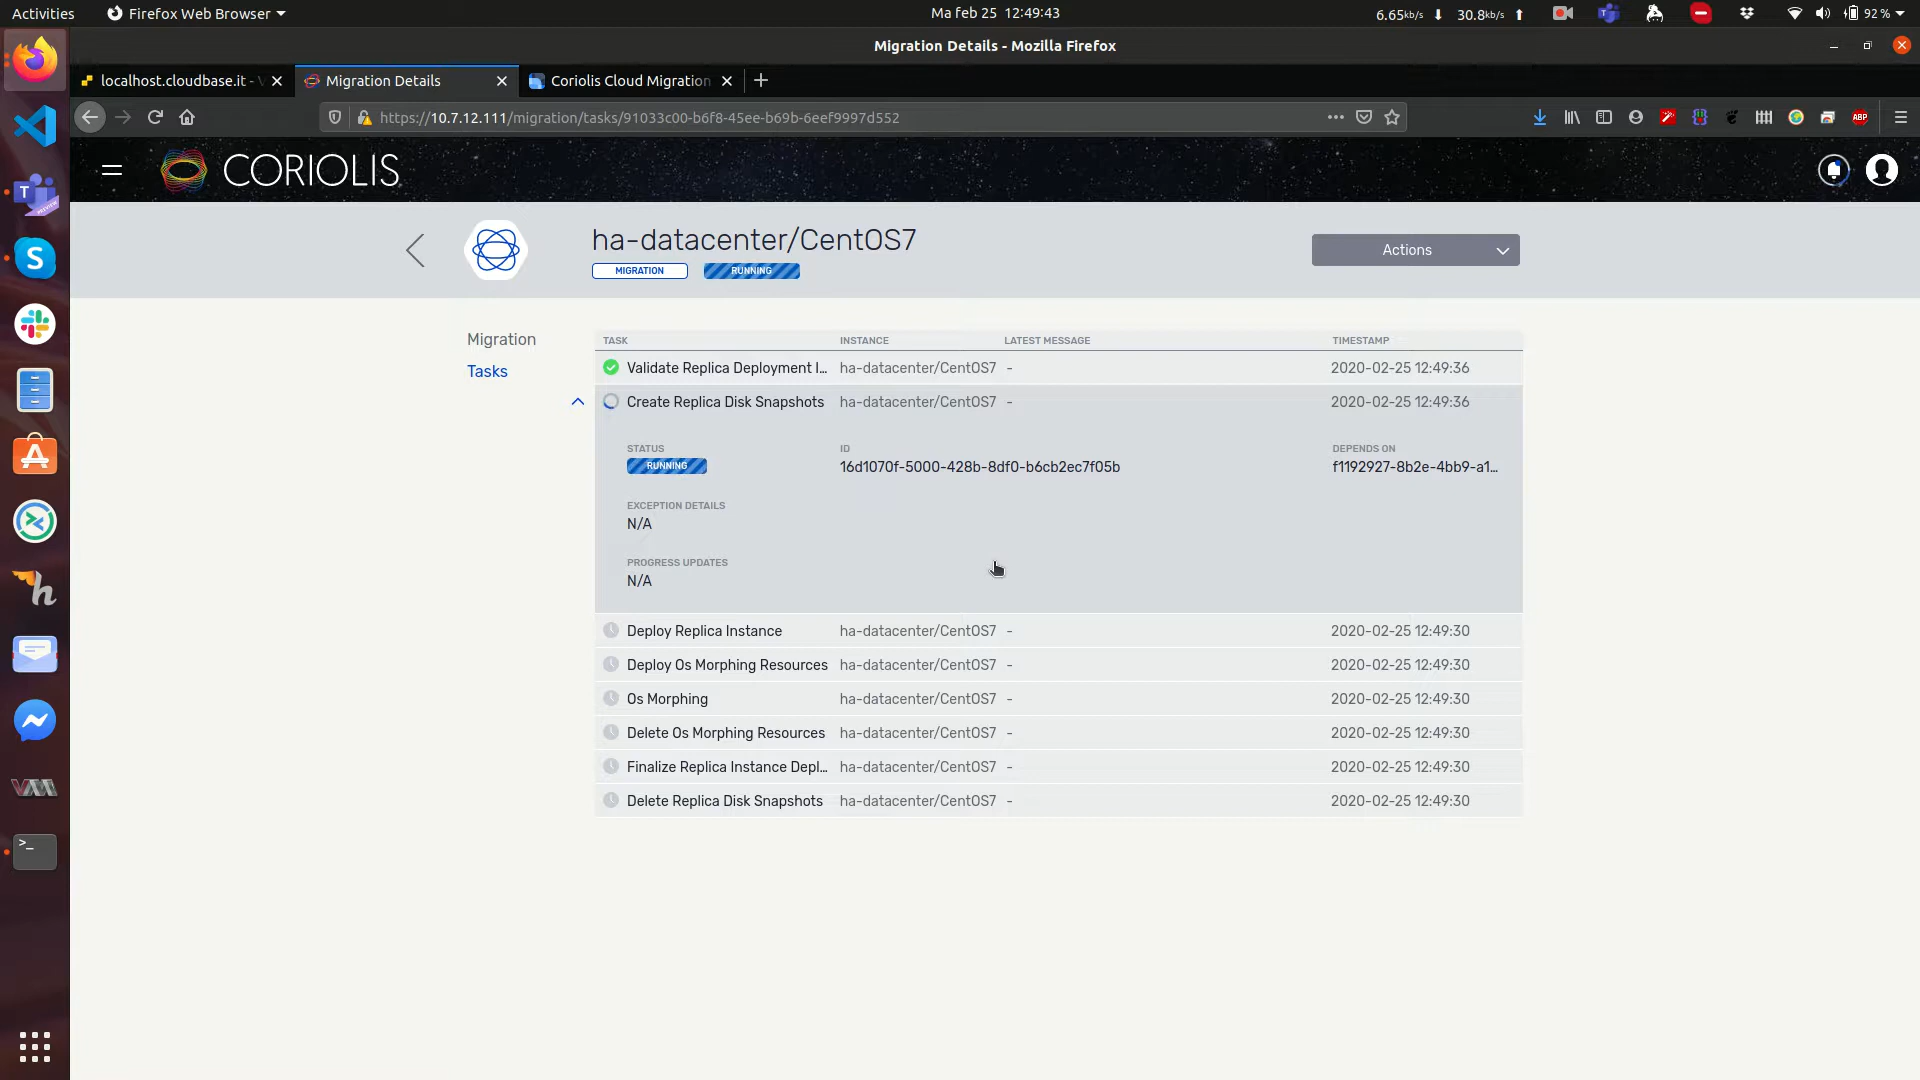 Activities Firefox Web Browser Ma feb 25 12:49:43 6.65kb/s 30.8kb/s 92 %
Migration Details - Mozilla Firefox
localhost.cloudbase.it - Migration Details Coriolis Cloud Migration
https://10.7.12.111/migration/tasks/91033c00-b6f8-45ee-b69b-6eef9997d552 ABP
CORIOLIS
ha-datacenter/CentOS7
MIGRATION RUNNING
Actions
Migration
Tasks
TASK INSTANCE LATEST MESSAGE TIMESTAMP
Validate Replica Deployment I... ha-datacenter/CentOS7 - 2020-02-25 12:49:36
Create Replica Disk Snapshots ha-datacenter/CentOS7 - 2020-02-25 12:49:36
STATUS ID DEPENDS ON
RUNNING 16d1070f-5000-428b-8df0-b6cb2ec7f05b f1192927-8b2e-4bb9-a1...
EXCEPTION DETAILS
N/A
PROGRESS UPDATES
N/A
Deploy Replica Instance ha-datacenter/CentOS7 - 2020-02-25 12:49:30
Deploy Os Morphing Resources ha-datacenter/CentOS7 - 2020-02-25 12:49:30
Os Morphing ha-datacenter/CentOS7 - 2020-02-25 12:49:30
Delete Os Morphing Resources ha-datacenter/CentOS7 - 2020-02-25 12:49:30
Finalize Replica Instance Depl... ha-datacenter/CentOS7 - 2020-02-25 12:49:30
Delete Replica Disk Snapshots ha-datacenter/CentOS7 - 2020-02-25 12:49:30